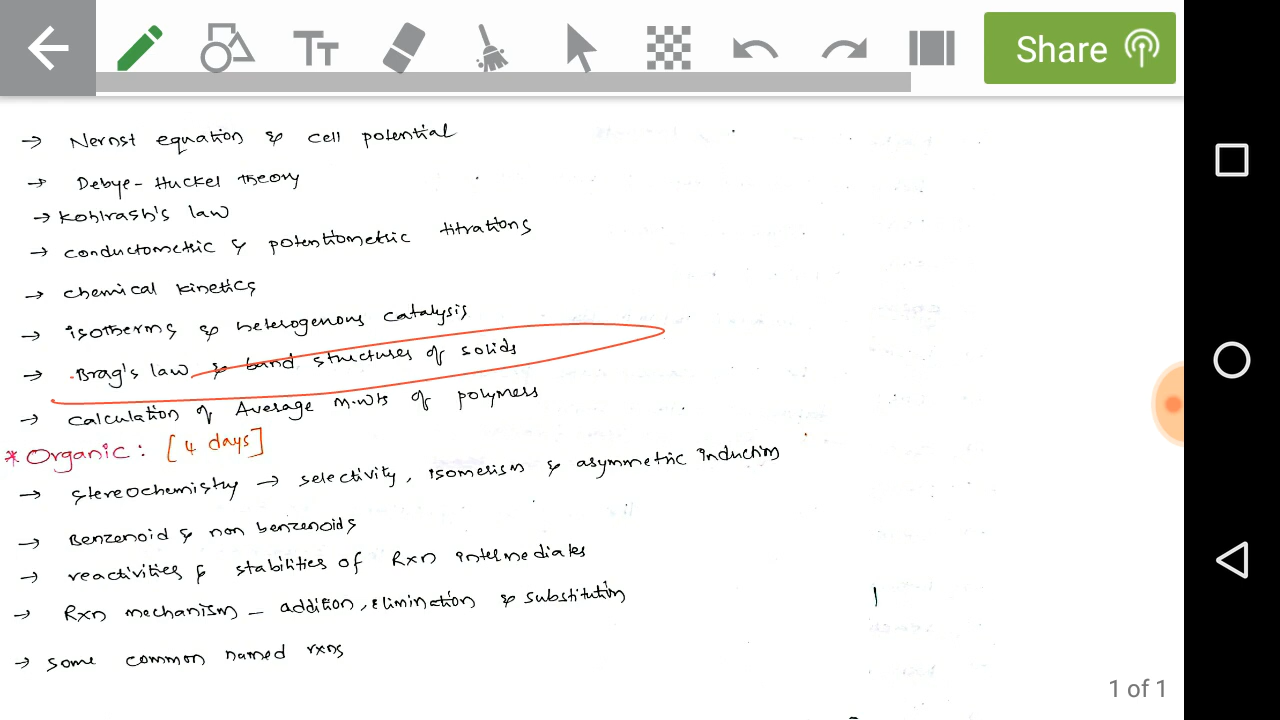 TT Share
→ Nernst equation & cell potential
→ Debye-Huckel theory
→ Kohlrash's law
→ conductometric & potentiometric titrations
→ chemical kinetics
→ isotherms & heterogenous catalysis
→ Brag's law & band structures of solids
→ calculation of Average m.wts of polymers
* Organic: [4 days]
→ stereochemistry → selectivity, isomerism & asymmetric induction
→ Benzenoid & non benzenoids
→ reactivities & stabilities of Rxn intermediates
→ Rxn mechanism - addition, elimination & substitution
→ some common named rxns
1 of 1